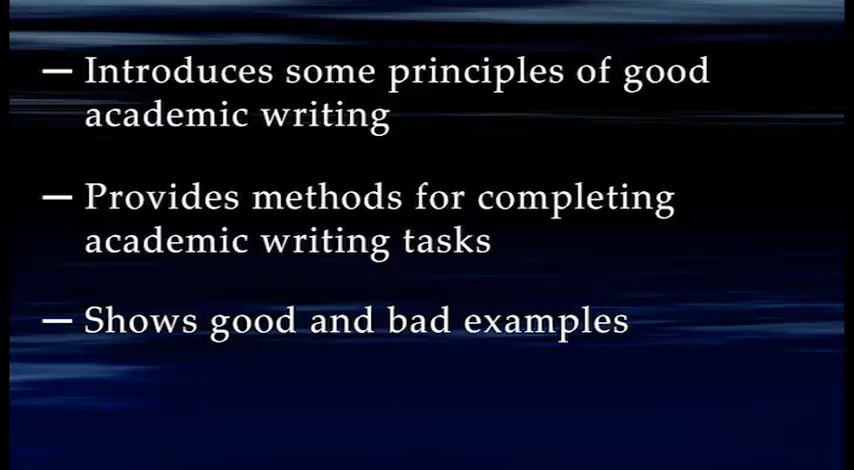 — Introduces some principles of good
academic writing
— Provides methods for completing
academic writing tasks
— Shows good and bad examples